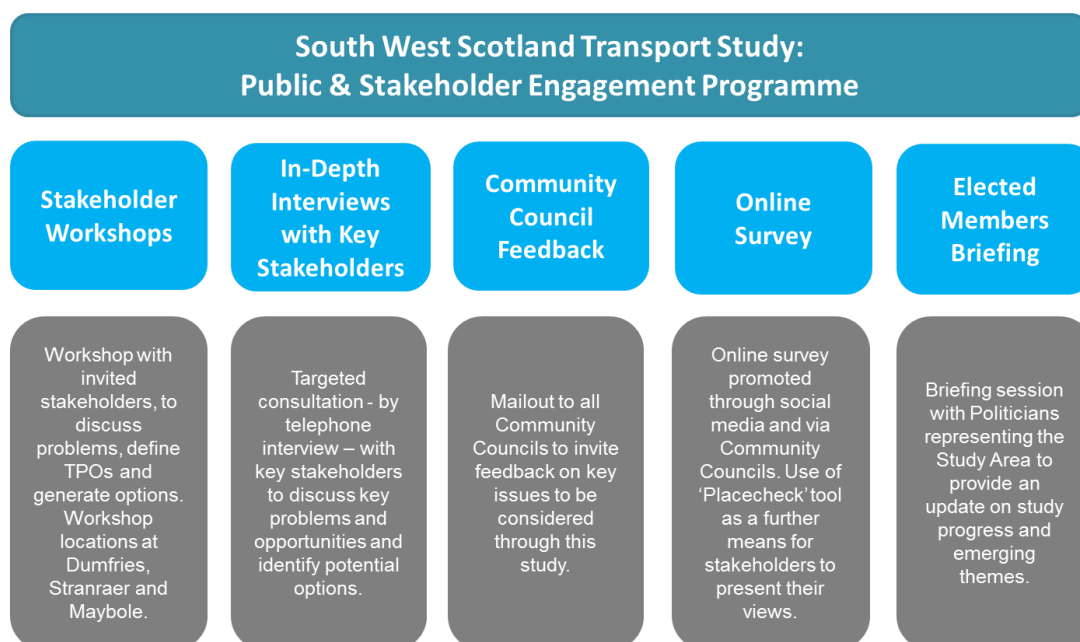 South West Scotland Transport Study:
Public & Stakeholder Engagement Programme
Stakeholder
Workshops
In-Depth
Interviews
with Key
Stakeholders
Community
Council
Feedback
Online
Survey
Elected
Members
Briefing
Workshop with
invited
stakeholders, to
discuss
problems, define
TPOs and
generate options.
Workshop
locations at
Dumfries,
Stranraer and
Maybole.
Targeted
consultation - by
telephone
interview – with
key stakeholders
to discuss key
problems and
opportunities and
identify potential
options.
Mailout to all
Community
Councils to invite
feedback on key
issues to be
considered
through this
study.
Online survey
promoted
through social
media and via
Community
Councils. Use of
‘Placecheck’ tool
as a further
means for
stakeholders to
present their
views.
Briefing session
with Politicians
representing the
Study Area to
provide an
update on study
progress and
emerging
themes.